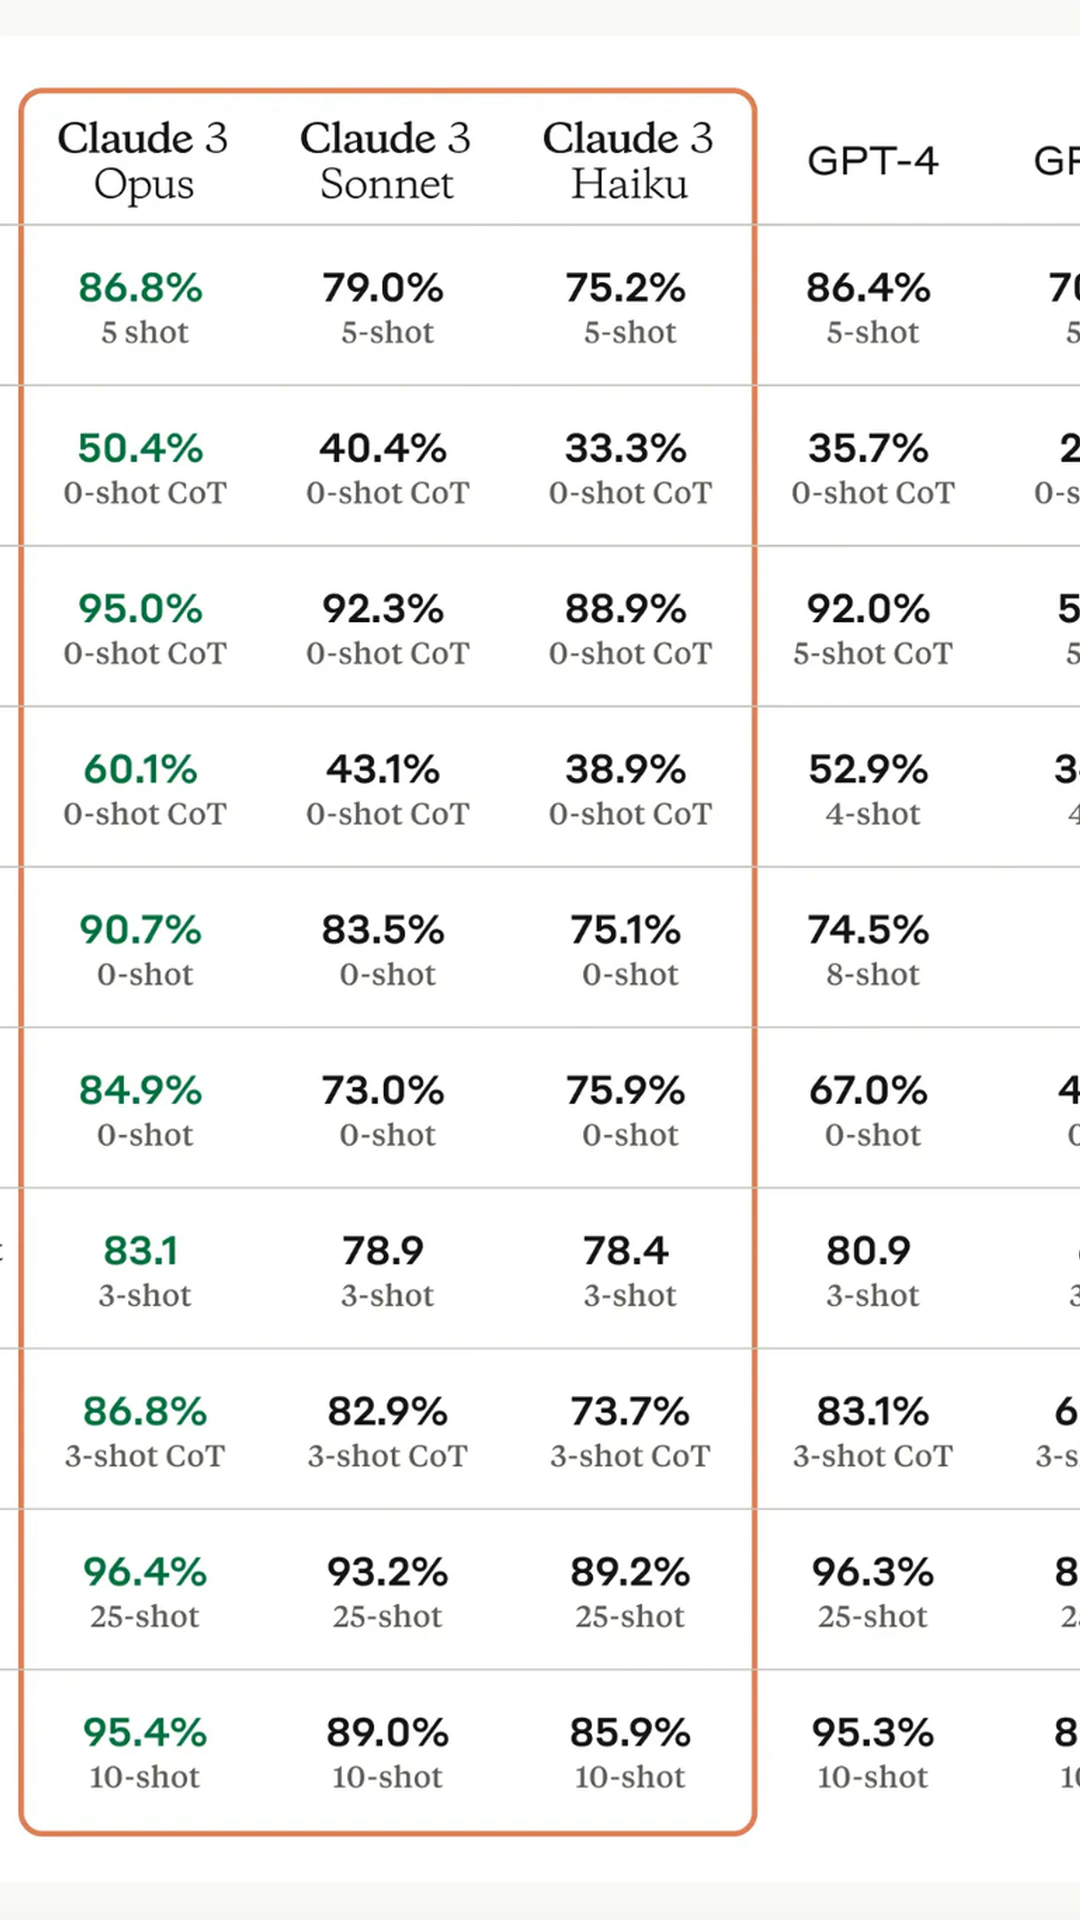 Claude 3 Claude 3 Claude 3
Opus Sonnet Haiku GPT-4
86.8% 79.0% 75.2% 86.4%
5 shot 5-shot 5-shot 5-shot
50.4% 40.4% 33.3% 35.7%
0-shot CoT 0-shot CoT 0-shot CoT 0-shot CoT
95.0% 92.3% 88.9% 92.0%
0-shot CoT 0-shot CoT 0-shot CoT 5-shot CoT
60.1% 43.1% 38.9% 52.9%
0-shot CoT 0-shot CoT 0-shot CoT 4-shot
90.7% 83.5% 75.1% 74.5%
0-shot 0-shot 0-shot 8-shot
84.9% 73.0% 75.9% 67.0%
0-shot 0-shot 0-shot 0-shot
83.1 78.9 78.4 80.9
3-shot 3-shot 3-shot 3-shot
86.8% 82.9% 73.7% 83.1%
3-shot CoT 3-shot CoT 3-shot CoT 3-shot CoT
96.4% 93.2% 89.2% 96.3%
25-shot 25-shot 25-shot 25-shot
95.4% 89.0% 85.9% 95.3%
10-shot 10-shot 10-shot 10-shot